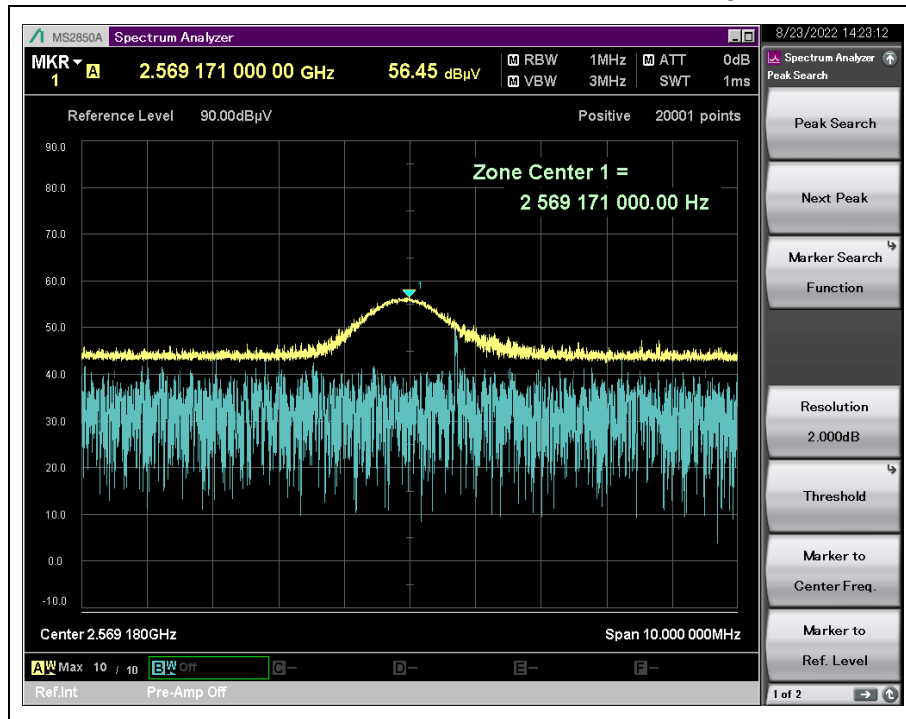 MS2850A Spectrum Analyzer
8/23/2022 14:23:12
MKR 1 A 2.569 171 000 00 GHz 56.45 dBμV
M RBW 1MHz M ATT 0dB
M VBW 3MHz SWT 1ms
Spectrum Analyzer
Peak Search
Reference Level 90.00dBμV Positive 20001 points
90.0
80.0
70.0
60.0
50.0
40.0
30.0
20.0
10.0
0.0
-10.0
Zone Center 1 =
2 569 171 000.00 Hz
1
Center 2.569 180GHz Span 10.000 000MHz
A W Max 10 / 10 B W Off C- D- E- F-
Ref.Int Pre-Amp Off
Peak Search
Next Peak
Marker Search
Function
Resolution
2.000dB
Threshold
Marker to
Center Freq.
Marker to
Ref. Level
1 of 2